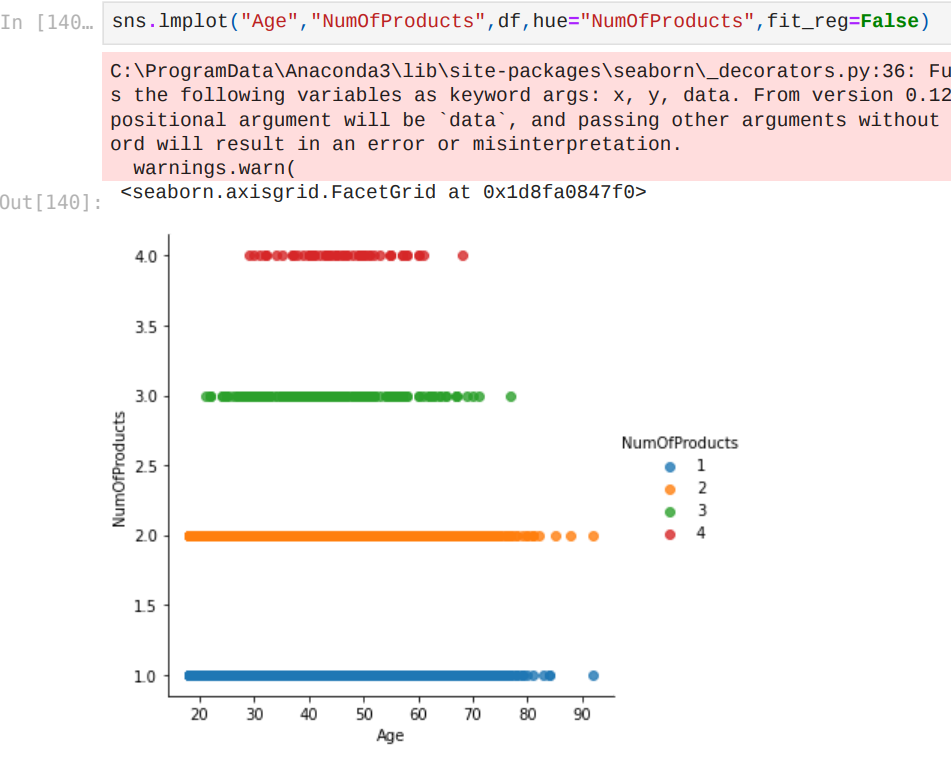 In [140…
sns.lmplot("Age","NumOfProducts",df,hue="NumOfProducts",fit_reg=False)
C:\ProgramData\Anaconda3\lib\site-packages\seaborn\_decorators.py:36: Fu
s the following variables as keyword args: x, y, data. From version 0.12
positional argument will be `data`, and passing other arguments without
ord will result in an error or misinterpretation.
warnings.warn(
Out[140]:
<seaborn.axisgrid.FacetGrid at 0x1d8fa0847f0>
4.0
3.5
3.0
2.5
2.0
1.5
1.0
NumOfProducts
20 30 40 50 60 70 80 90
Age
NumOfProducts
1
2
3
4